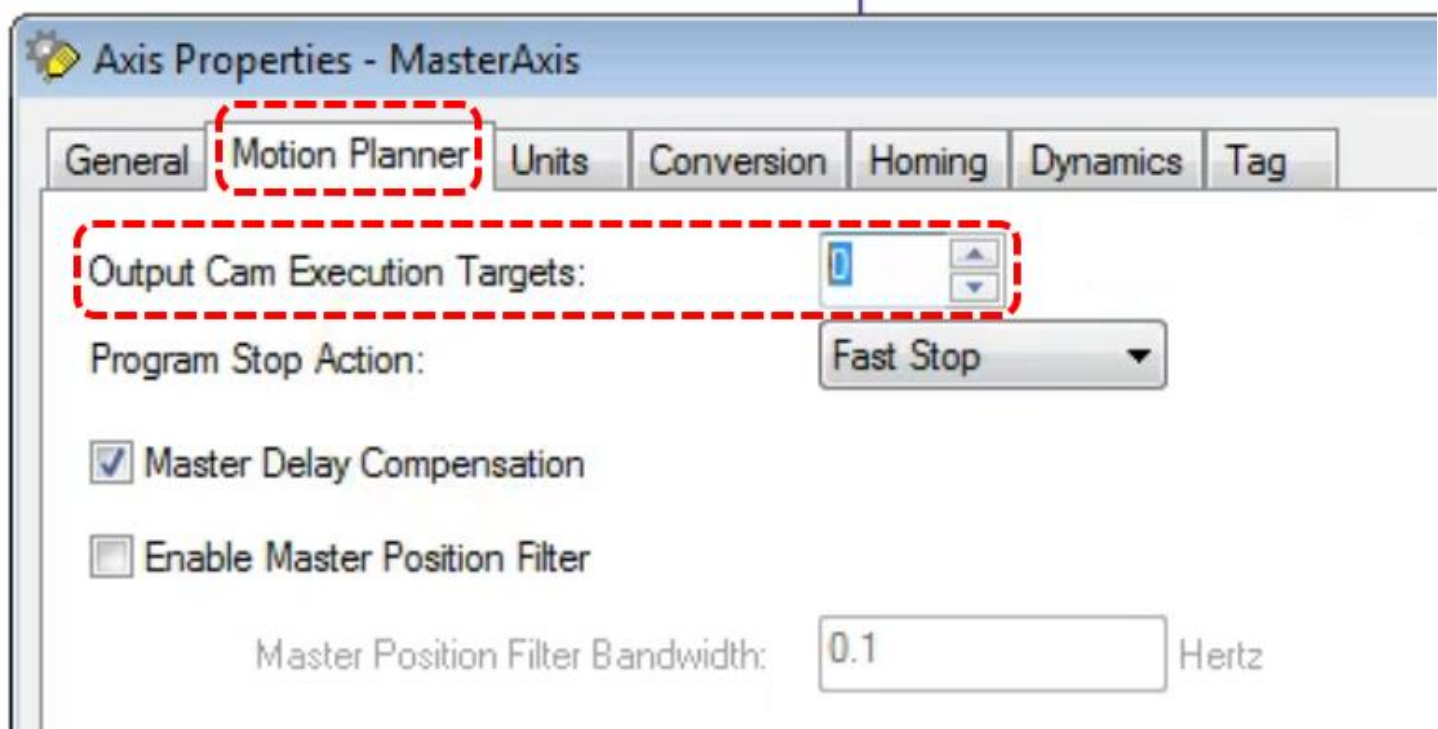 Axis Properties - MasterAxis
General Motion Planner Units Conversion Homing Dynamics Tag
Output Cam Execution Targets: 0
Program Stop Action: Fast Stop
Master Delay Compensation
Enable Master Position Filter
Master Position Filter Bandwidth: 0.1 Hertz